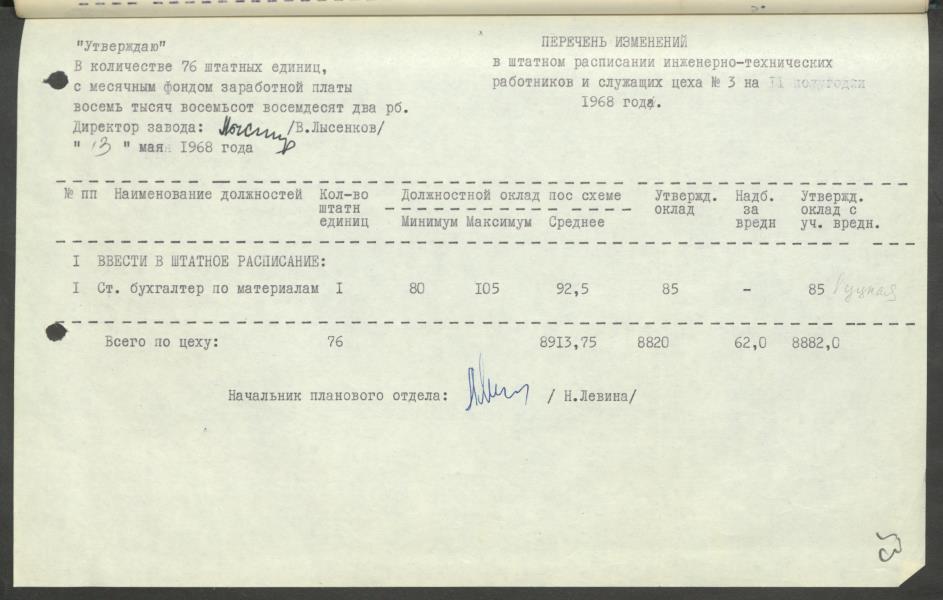 "Утверждаю"
В количестве 76 штатных единиц,
с месячным фондом заработной платы
восемь тысяч восемьсот восемдесят два рб.
Директор завода: /В.Лысенков/
" 13 " мая 1968 года
ПЕРЕЧЕНЬ ИЗМЕНЕНИЙ
в штатном расписании инженерно-технических
работников и служащих цеха № 3 на II полугодия
1968 года.
№ пп Наименование должностей Кол-во штатн единиц Должностной оклад пос схеме Минимум Максимум Среднее Утвержд. оклад Надб. за вредн Утвержд. оклад с уч. вредн.
I ВВЕСТИ В ШТАТНОЕ РАСПИСАНИЕ:
I Ст. бухгалтер по материалам I 80 I05 92,5 85 - 85
Всего по цеху: 76 8913,75 8820 62,0 8882,0
Начальник планового отдела: / Н.Левина/